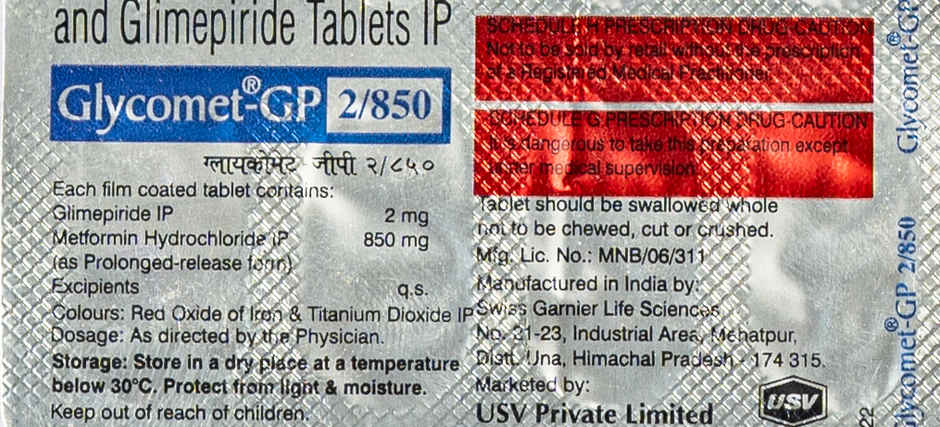 and Glimepiride Tablets IP
Glycomet®-GP 2/850
ग्लायकोमेट - जीपी २/८५०
Each film coated tablet contains:
Glimepiride IP 2 mg
Metformin Hydrochloride IP 850 mg
(as Prolonged-release form)
Excipients q.s.
Colours: Red Oxide of Iron & Titanium Dioxide IP
Dosage: As directed by the Physician.
Storage: Store in a dry place at a temperature
below 30°C. Protect from light & moisture.
Keep out of reach of children.
SCHEDULE H PRESCRIPTION DRUG-CAUTION
Not to be sold by retail without the prescription
of a Registered Medical Practitioner.
SCHEDULE G PRESCRIPTION DRUG-CAUTION
It is dangerous to take this preparation except
under medical supervision.
Tablet should be swallowed whole
not to be chewed, cut or crushed.
Mfg. Lic. No.: MNB/06/311
Manufactured in India by:
Swiss Garnier Life Sciences
No. 21-23, Industrial Area, Mehatpur,
Distt. Una, Himachal Pradesh - 174 315.
Marketed by:
USV Private Limited
USV
22
Glycomet®-GP
Glycomet®-GP 2/850